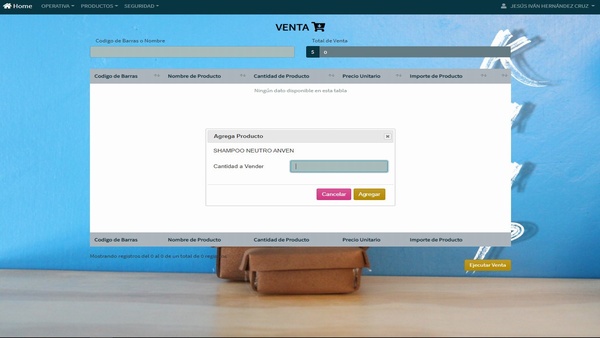 Home OPERATIVA PRODUCTOS SEGURIDAD JESÚS IVÁN HERNÁNDEZ CRUZ
VENTA
Codigo de Barras o Nombre Total de Venta
$ 0
Codigo de Barras Nombre de Producto Cantidad de Producto Precio Unitario Importe de Producto
Ningún dato disponible en esta tabla
Agrega Producto
SHAMPOO NEUTRO ANVEN
Cantidad a Vender
Cancelar Agregar
Codigo de Barras Nombre de Producto Cantidad de Producto Precio Unitario Importe de Producto
Mostrando registros del 0 al 0 de un total de 0 registros
Ejecutar Venta